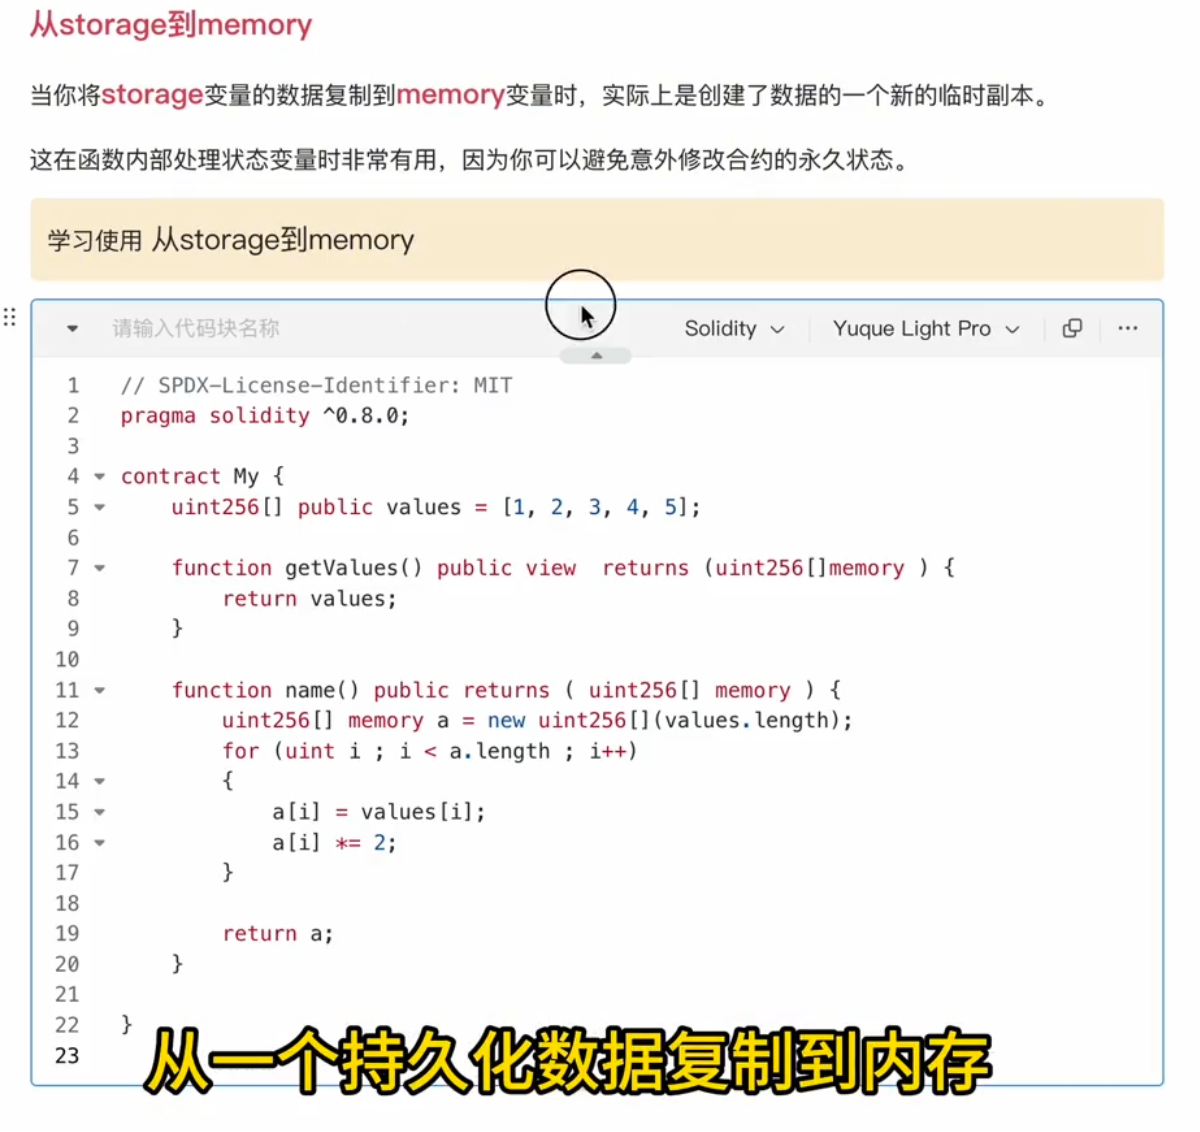 从storage到memory
当你将storage变量的数据复制到memory变量时，实际上是创建了数据的一个新的临时副本。
这在函数内部处理状态变量时非常有用，因为你可以避免意外修改合约的永久状态。
学习使用 从storage到memory
请输入代码块名称 Solidity Yuque Light Pro
1 // SPDX-License-Identifier: MIT
2 pragma solidity ^0.8.0;
3
4 contract My {
5     uint256[] public values = [1, 2, 3, 4, 5];
6
7     function getValues() public view  returns (uint256[]memory ) {
8         return values;
9     }
10
11     function name() public returns ( uint256[] memory ) {
12         uint256[] memory a = new uint256[](values.length);
13         for (uint i ; i < a.length ; i++)
14         {
15             a[i] = values[i];
16             a[i] *= 2;
17         }
18
19         return a;
20     }
21
22 }
23
从一个持久化数据复制到内存